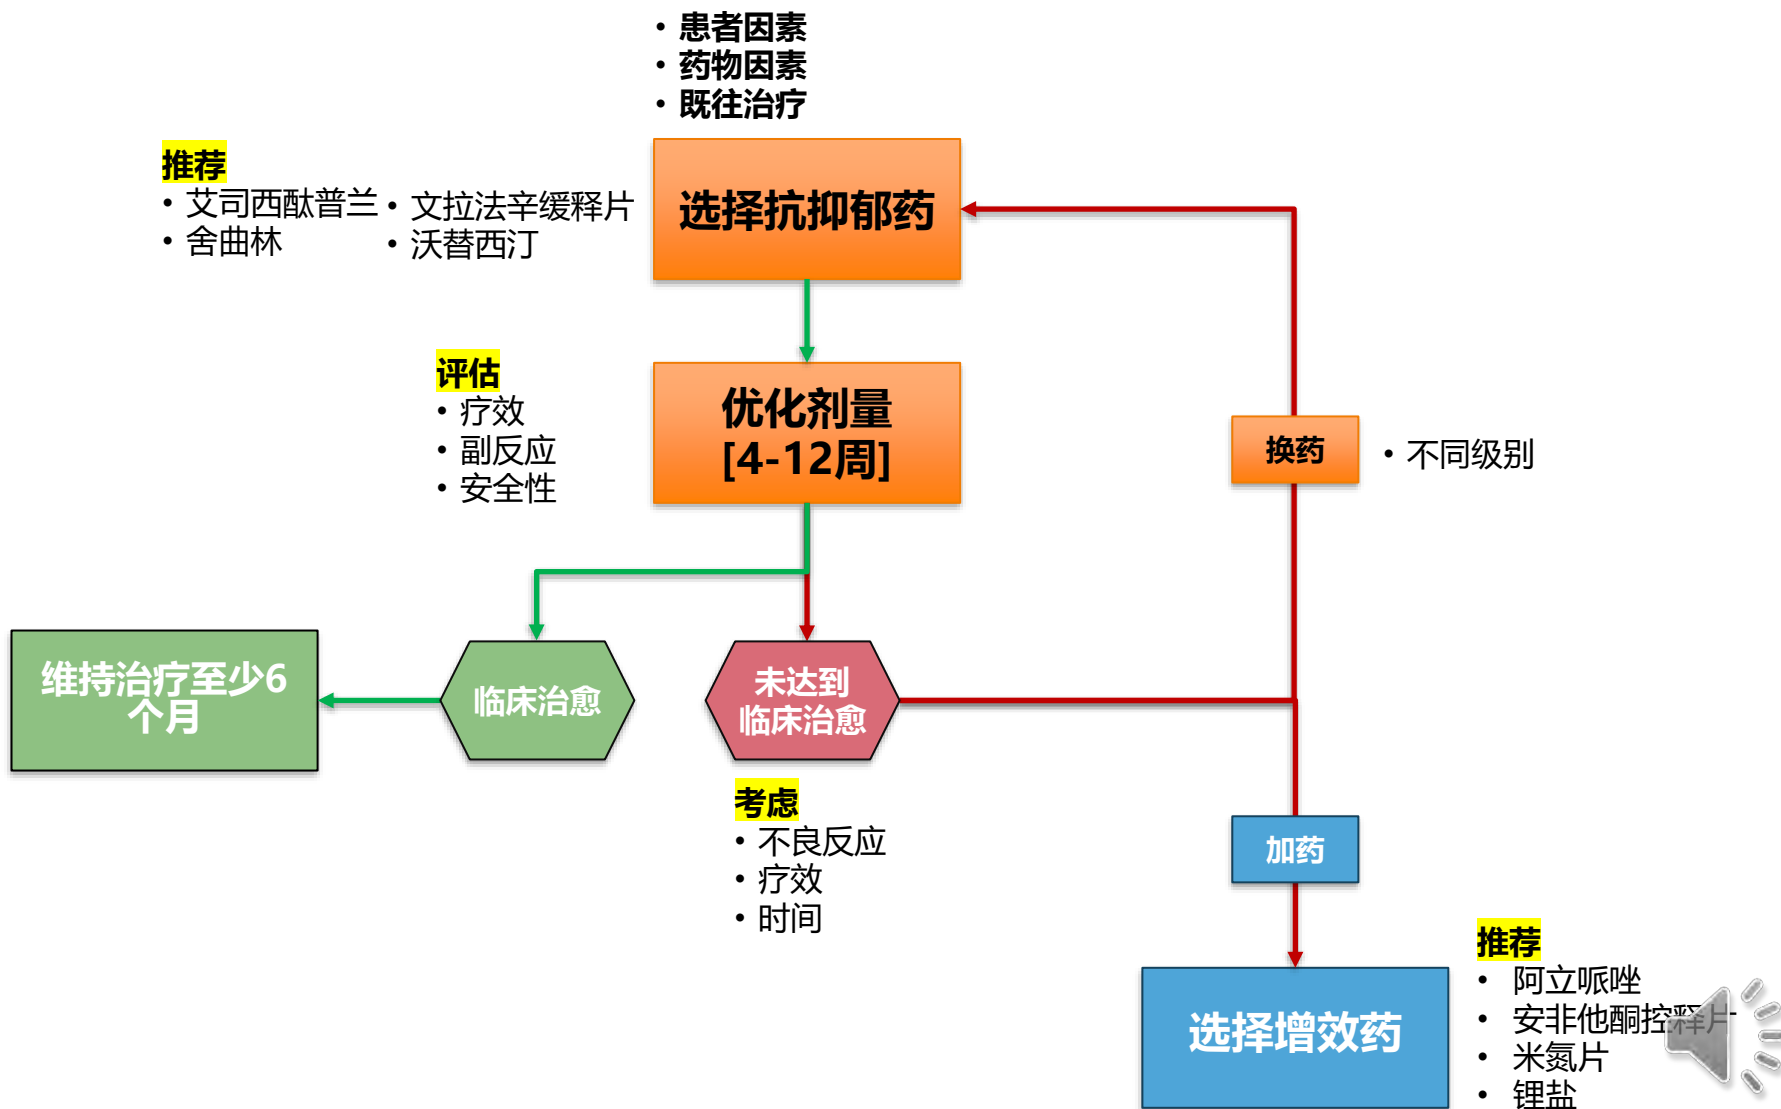 • 患者因素
• 药物因素
• 既往治疗
推荐
• 艾司西酞普兰
• 舍曲林
• 文拉法辛缓释片
• 沃替西汀
选择抗抑郁药
评估
• 疗效
• 副反应
• 安全性
优化剂量
[4-12周]
换药
• 不同级别
维持治疗至少6
个月
临床治愈
未达到
临床治愈
考虑
• 不良反应
• 疗效
• 时间
加药
选择增效药
推荐
• 阿立哌唑
• 安非他酮控释片
• 米氮片
• 锂盐